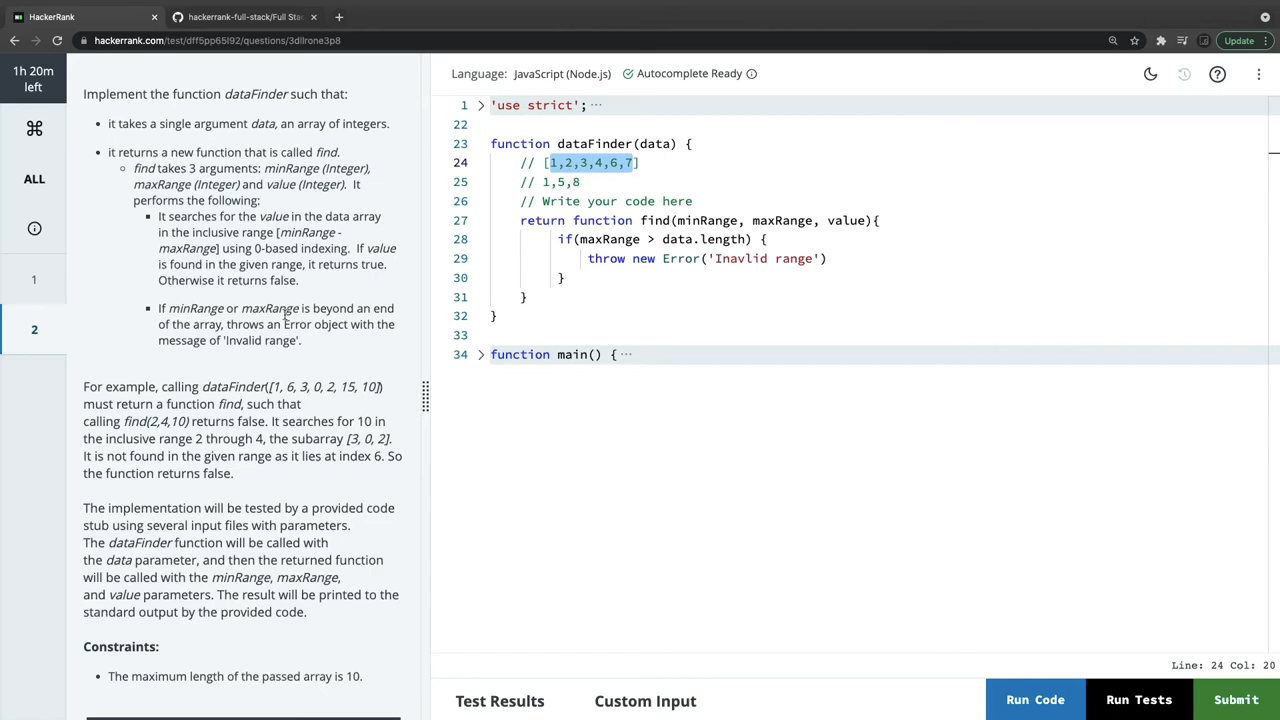 HackerRank
hackerrank-full-stack/Full Stac
hackerrank.com/test/dff5pp65l92/questions/3dllrone3p8
Update
1h 20m
left
ALL
1
2
Implement the function dataFinder such that:
• it takes a single argument data, an array of integers.
• it returns a new function that is called find.
find takes 3 arguments: minRange (Integer),
maxRange (Integer) and value (Integer). It
performs the following:
It searches for the value in the data array
in the inclusive range [minRange -
maxRange] using 0-based indexing. If value
is found in the given range, it returns true.
Otherwise it returns false.
If minRange or maxRange is beyond an end
of the array, throws an Error object with the
message of 'Invalid range'.
For example, calling dataFinder([1, 6, 3, 0, 2, 15, 10])
must return a function find, such that
calling find(2,4,10) returns false. It searches for 10 in
the inclusive range 2 through 4, the subarray [3, 0, 2].
It is not found in the given range as it lies at index 6. So
the function returns false.
The implementation will be tested by a provided code
stub using several input files with parameters.
The dataFinder function will be called with
the data parameter, and then the returned function
will be called with the minRange, maxRange,
and value parameters. The result will be printed to the
standard output by the provided code.
Constraints:
• The maximum length of the passed array is 10.
Language: JavaScript (Node.js) Autocomplete Ready
1 'use strict'; ···
22
23 function dataFinder(data) {
24 // [1,2,3,4,6,7]
25 // 1,5,8
26 // Write your code here
27 return function find(minRange, maxRange, value){
28 if(maxRange > data.length) {
29 throw new Error('Inavlid range')
30 }
31 }
32 }
33
34 function main() { ···
Line: 24 Col: 20
Test Results Custom Input Run Code Run Tests Submit